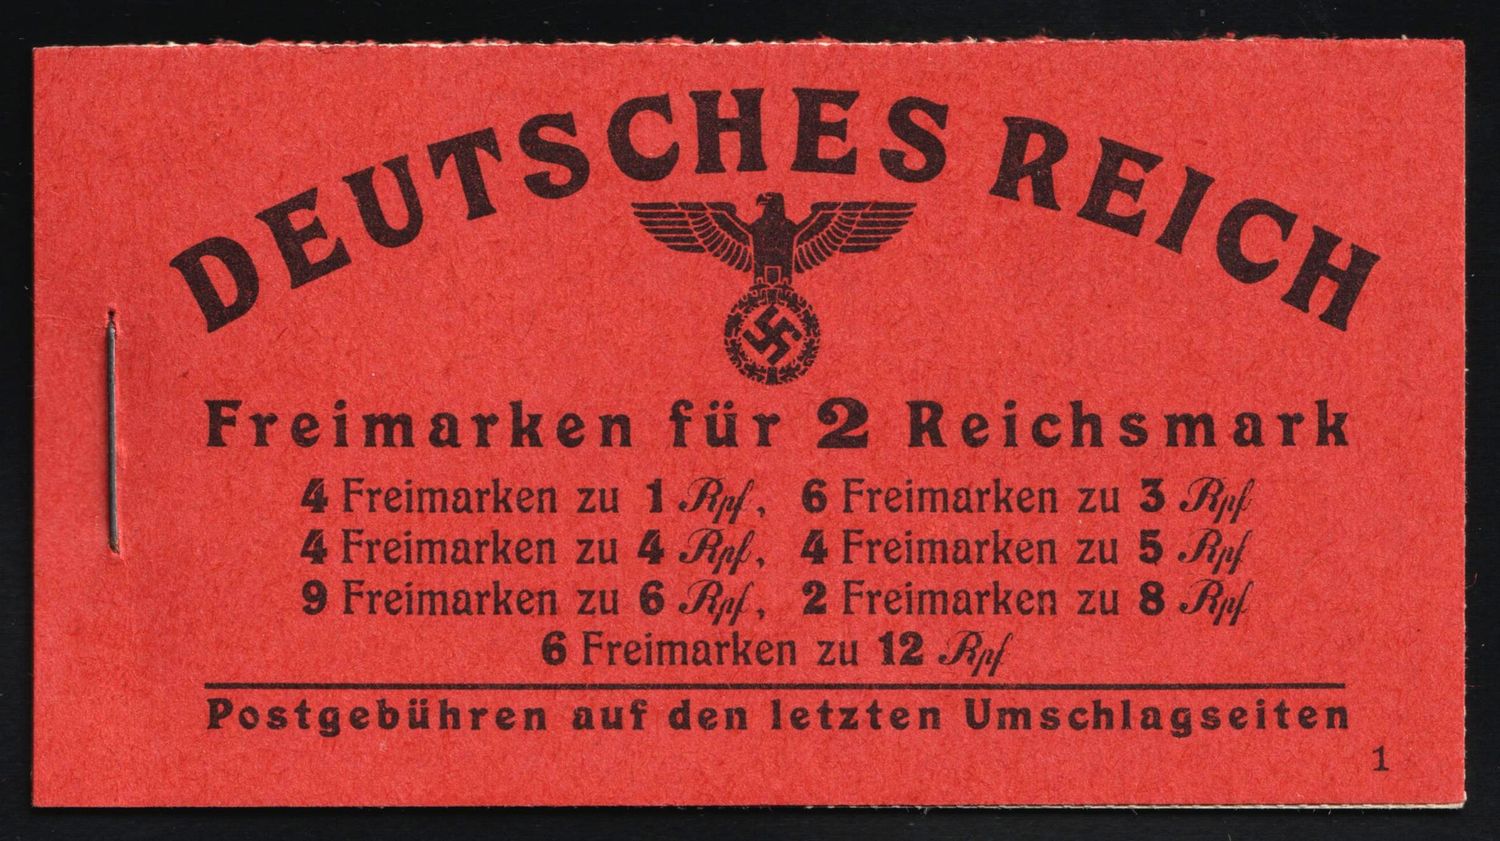 DEUTSCHES REICH
Freimarken für 2 Reichsmark
4 Freimarken zu 1 Rpf, 6 Freimarken zu 3 Rpf
4 Freimarken zu 4 Rpf, 4 Freimarken zu 5 Rpf
9 Freimarken zu 6 Rpf, 2 Freimarken zu 8 Rpf
6 Freimarken zu 12 Rpf
Postgebühren auf den letzten Umschlagseiten
1